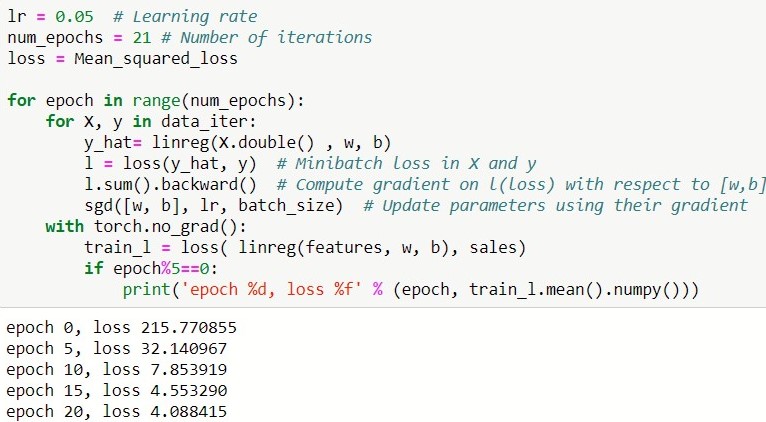 lr = 0.05  # Learning rate
num_epochs = 21 # Number of iterations
loss = Mean_squared_loss
for epoch in range(num_epochs):
    for X, y in data_iter:
        y_hat= linreg(X.double() , w, b)
        l = loss(y_hat, y)  # Minibatch loss in X and y
        l.sum().backward()  # Compute gradient on l(loss) with respect to [w,b]
        sgd([w, b], lr, batch_size)  # Update parameters using their gradient
    with torch.no_grad():
        train_l = loss( linreg(features, w, b), sales)
        if epoch%5==0:
            print('epoch %d, loss %f' % (epoch, train_l.mean().numpy()))
epoch 0, loss 215.770855
epoch 5, loss 32.140967
epoch 10, loss 7.853919
epoch 15, loss 4.553290
epoch 20, loss 4.088415